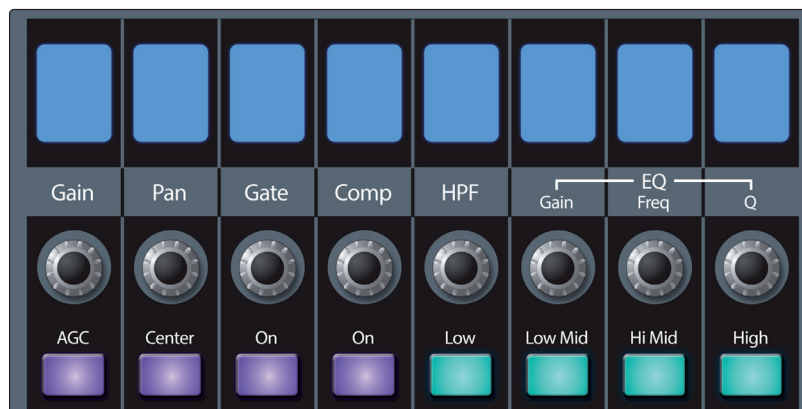 Gain Pan Gate Comp HPF EQ
Gain Freq Q
AGC Center On On Low Low Mid Hi Mid High